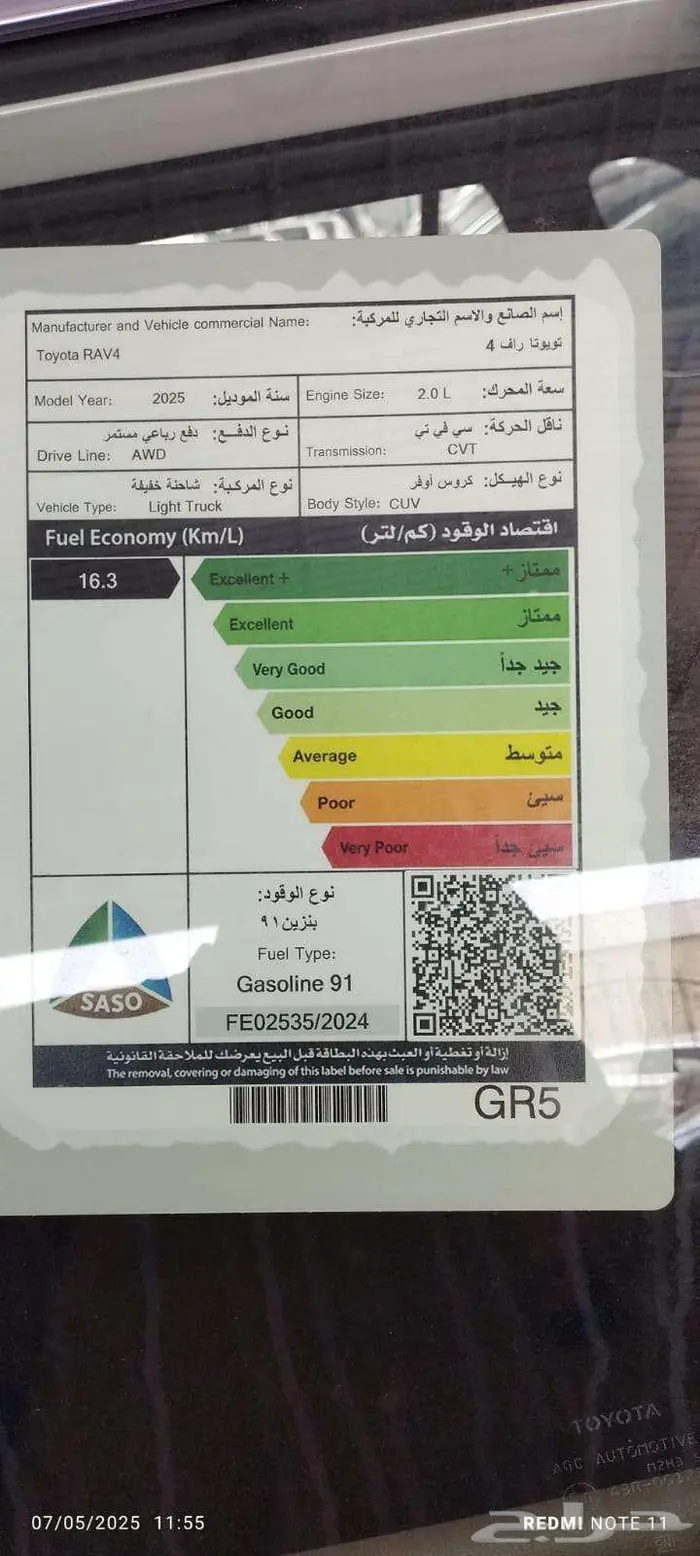 Manufacturer and Vehicle commercial Name: إسم الصانع والاسم التجاري للمركبة:
Toyota RAV4 تويوتا راف 4
Model Year: 2025 سنة الموديل:
Engine Size: 2.0 L سعة المحرك:
نوع الدفع: دفع رباعي مستمر
Drive Line: AWD
ناقل الحركة: سي في تي
Transmission: CVT
نوع المركبة: شاحنة خفيفة
Vehicle Type: Light Truck
نوع الهيكل: كروس أوفر
Body Style: CUV
Fuel Economy (Km/L) اقتصاد الوقود (كم/لتر)
16.3
Excellent + ممتاز+
Excellent ممتاز
Very Good جيد جداً
Good جيد
Average متوسط
Poor سيئ
Very Poor سيئ جداً
SASO
نوع الوقود:
بنزين ٩١
Fuel Type:
Gasoline 91
FE02535/2024
إزالة أو تغطية أو العبث بهذه البطاقة قبل البيع يعرضك للملاحقة القانونية
The removal, covering or damaging of this label before sale is punishable by law
GR5
TOYOTA
AGC AUTOMOTIVE
M2H3
07/05/2025 11:55
REDMI NOTE 11
حراج